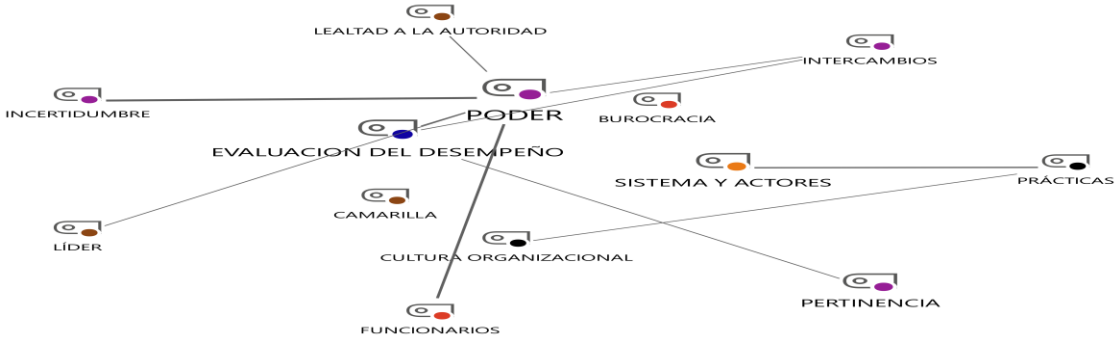 LEALTAD A LA AUTORIDAD
INTERCAMBIOS
INCERTIDUMBRE
PODER
BUROCRACIA
EVALUACION DEL DESEMPEÑO
SISTEMA Y ACTORES
PRÁCTICAS
CAMARILLA
LÍDER
CULTURA ORGANIZACIONAL
PERTINENCIA
FUNCIONARIOS